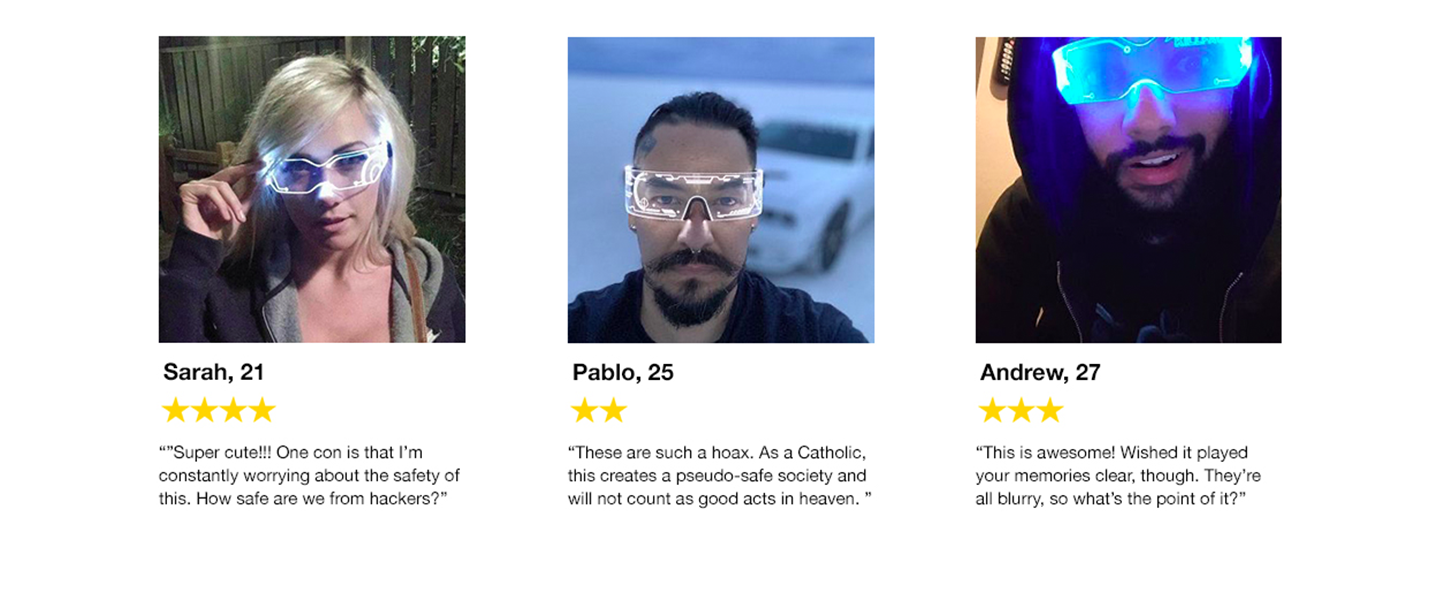 Sarah, 21
“”Super cute!!! One con is that I’m
constantly worrying about the safety of
this. How safe are we from hackers?”
Pablo, 25
“These are such a hoax. As a Catholic,
this creates a pseudo-safe society and
will not count as good acts in heaven. ”
Andrew, 27
“This is awesome! Wished it played
your memories clear, though. They’re
all blurry, so what’s the point of it?”